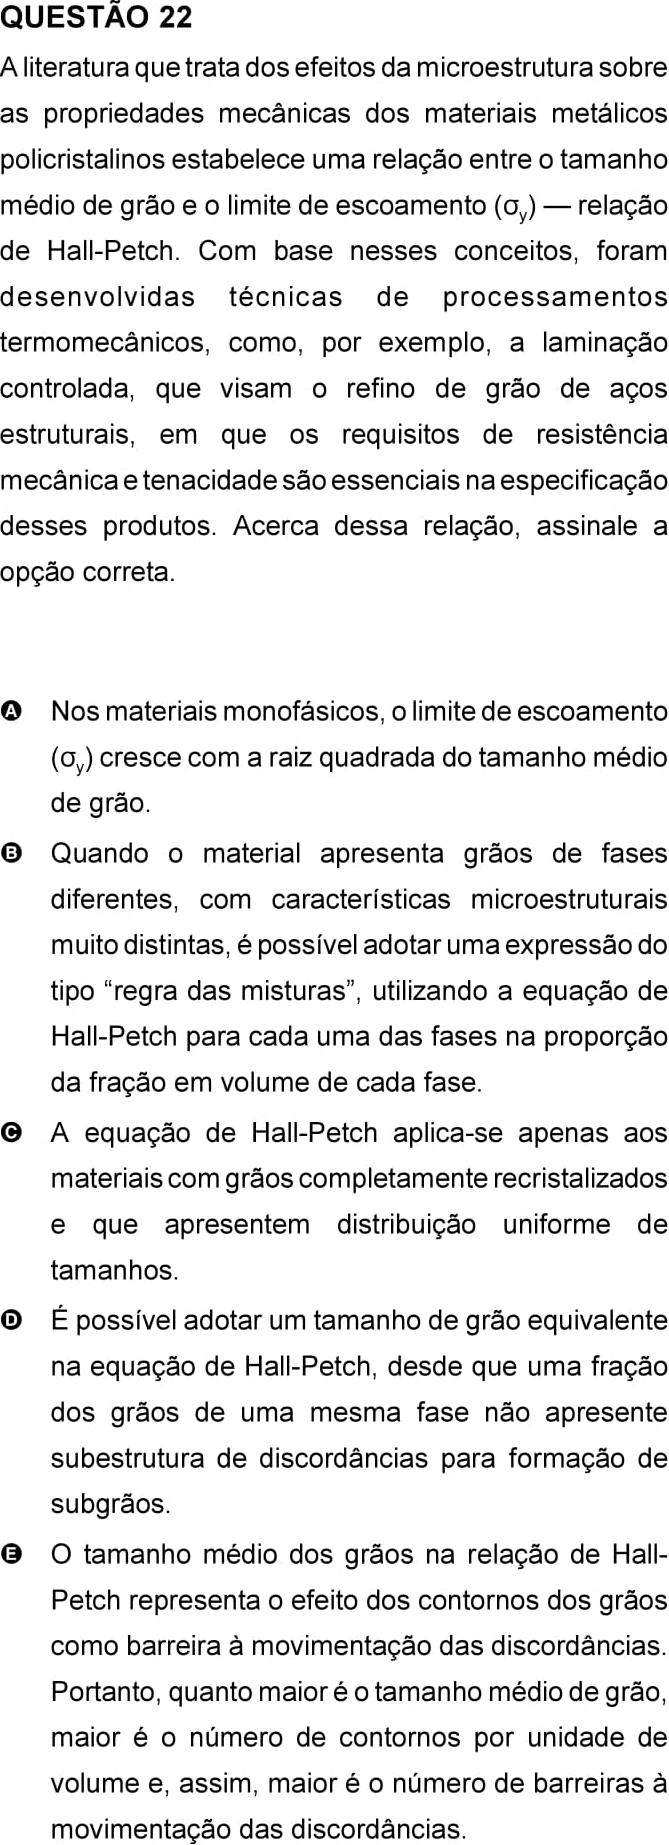 QUESTÃO 22
A literatura que trata dos efeitos da microestrutura sobre
as propriedades mecânicas dos materiais metálicos
policristalinos estabelece uma relação entre o tamanho
médio de grão e o limite de escoamento (σy) — relação
de Hall-Petch. Com base nesses conceitos, foram
desenvolvidas técnicas de processamentos
termomecânicos, como, por exemplo, a laminação
controlada, que visam o refino de grão de aços
estruturais, em que os requisitos de resistência
mecânica e tenacidade são essenciais na especificação
desses produtos. Acerca dessa relação, assinale a
opção correta.
A Nos materiais monofásicos, o limite de escoamento
(σy) cresce com a raiz quadrada do tamanho médio
de grão.
B Quando o material apresenta grãos de fases
diferentes, com características microestruturais
muito distintas, é possível adotar uma expressão do
tipo “regra das misturas”, utilizando a equação de
Hall-Petch para cada uma das fases na proporção
da fração em volume de cada fase.
C A equação de Hall-Petch aplica-se apenas aos
materiais com grãos completamente recristalizados
e que apresentem distribuição uniforme de
tamanhos.
D É possível adotar um tamanho de grão equivalente
na equação de Hall-Petch, desde que uma fração
dos grãos de uma mesma fase não apresente
subestrutura de discordâncias para formação de
subgrãos.
E O tamanho médio dos grãos na relação de Hall-
Petch representa o efeito dos contornos dos grãos
como barreira à movimentação das discordâncias.
Portanto, quanto maior é o tamanho médio de grão,
maior é o número de contornos por unidade de
volume e, assim, maior é o número de barreiras à
movimentação das discordâncias.